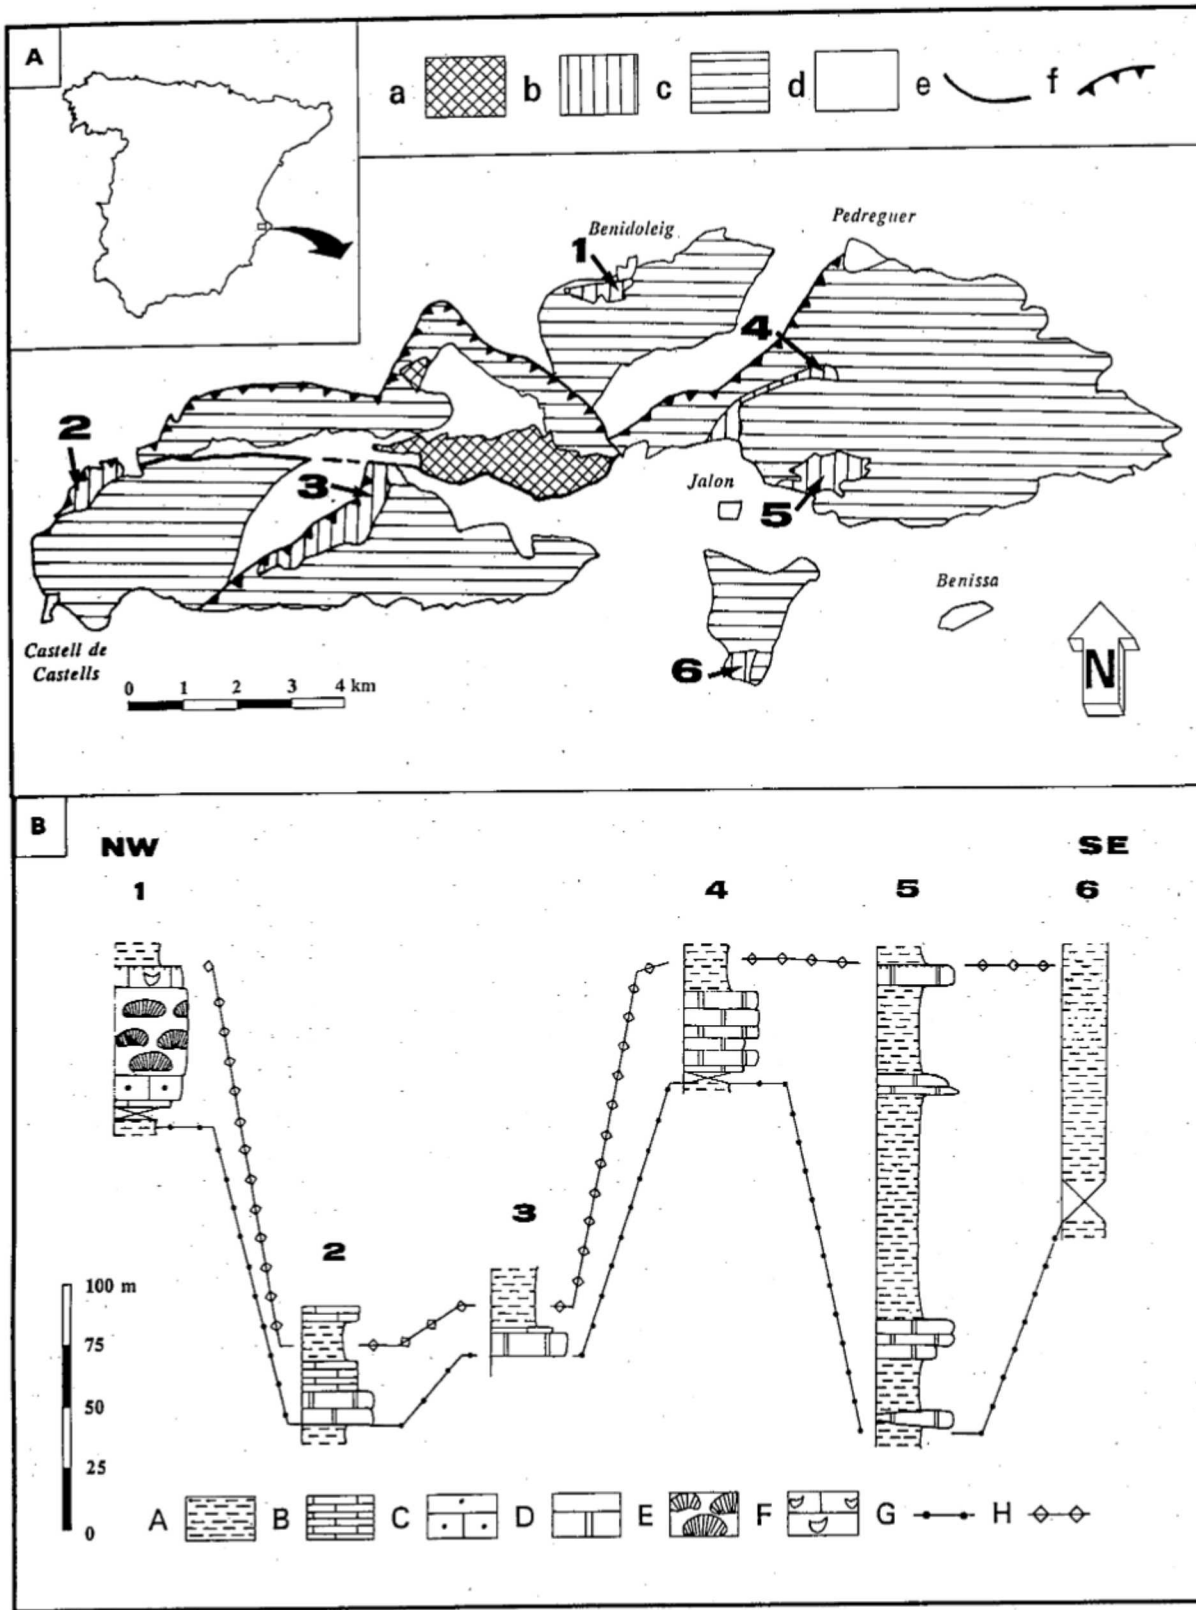 A
a b c d e f
Benidoleig
Pedreguer
1
4
2
3
Jalon
5
Benissa
6
Castell de
Castells
0 1 2 3 4 km
N
B
NW SE
1 4 5 6
3
2
100 m
75
50
25
0
A B C D E F G H